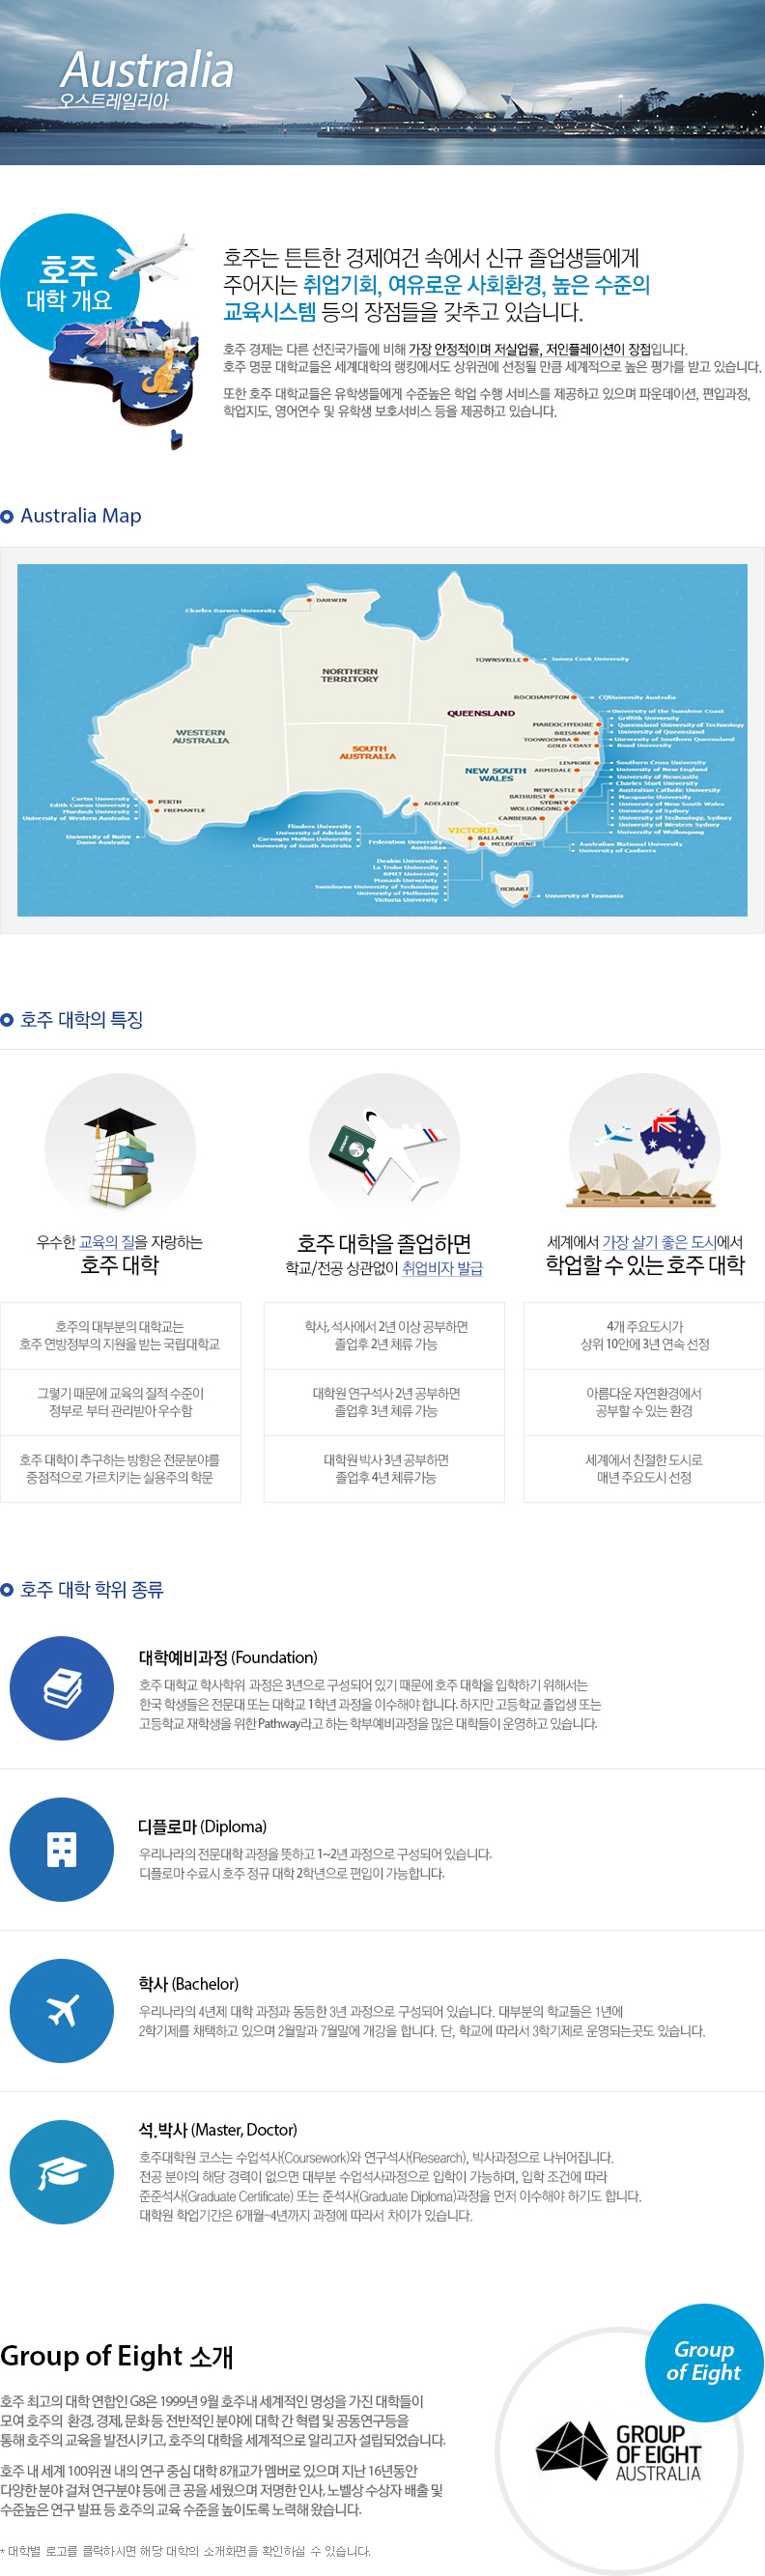 Australia
오스트레일리아
호주
대학 개요
호주는 튼튼한 경제여건 속에서 신규 졸업생들에게
주어지는 취업기회, 여유로운 사회환경, 높은 수준의
교육시스템 등의 장점들을 갖추고 있습니다.
호주 경제는 다른 선진국가들에 비해 가장 안정적이며 저실업률, 저인플레이션이 장점입니다.
호주 명문 대학교들은 세계대학의 랭킹에서도 상위권에 선정될 만큼 세계적으로 높은 평가를 받고 있습니다.
또한 호주 대학교들은 유학생들에게 수준높은 학업 수행 서비스를 제공하고 있으며 파운데이션, 편입과정,
학업지도, 영어연수 및 유학생 보호서비스 등을 제공하고 있습니다.
Australia Map
DARWIN
Charles Darwin University
TOWNSVILLE
James Cook University
NORTHERN
TERRITORY
ROCKHAMPTON
CQUniversity Australia
QUEENSLAND
University of the Sunshine Coast
Griffith University
MAROOCHYDORE
Queensland University of Technology
BRISBANE
University of Queensland
TOOWOOMBA
University of Southern Queensland
GOLD COAST
Bond University
WESTERN
AUSTRALIA
SOUTH
AUSTRALIA
LISMORE
Southern Cross University
NEW SOUTH
WALES
ARMIDALE
University of New England
University of Newcastle
Charles Sturt University
NEWCASTLE
Australian Catholic University
BATHURST
Macquarie University
SYDNEY
University of New South Wales
WOLLONGONG
University of Sydney
CANBERRA
University of Technology, Sydney
University of Western Sydney
University of Wollongong
Curtin University
PERTH
Edith Cowan University
Murdoch University
FREMANTLE
University of Western Australia
University of Notre
Dame Australia
ADELAIDE
Flinders University
University of Adelaide
Carnegie Mellon University
University of South Australia
VICTORIA
BALLARAT
Federation University
Australia
MELBOURNE
Australian National University
University of Canberra
Deakin University
La Trobe University
RMIT University
Monash University
Swinburne University of Technology
University of Melbourne
Victoria University
HOBART
University of Tasmania
호주 대학의 특징
우수한 교육의 질을 자랑하는
호주 대학
호주의 대부분의 대학교는
호주 연방정부의 지원을 받는 국립대학교
그렇기 때문에 교육의 질적 수준이
정부로 부터 관리받아 우수함
호주 대학이 추구하는 방향은 전문분야를
중점적으로 가르치키는 실용주의 학문
호주 대학을 졸업하면
학교/전공 상관없이 취업비자 발급
학사, 석사에서 2년 이상 공부하면
졸업후 2년 체류 가능
대학원 연구석사 2년 공부하면
졸업후 3년 체류 가능
대학원 박사 3년 공부하면
졸업후 4년 체류가능
세계에서 가장 살기 좋은 도시에서
학업할 수 있는 호주 대학
4개 주요도시가
상위 10안에 3년 연속 선정
아름다운 자연환경에서
공부할 수 있는 환경
세계에서 친절한 도시로
매년 주요도시 선정
호주 대학 학위 종류
대학예비과정 (Foundation)
호주 대학교 학사학위 과정은 3년으로 구성되어 있기 때문에 호주 대학을 입학하기 위해서는
한국 학생들은 전문대 또는 대학교 1학년 과정을 이수해야 합니다. 하지만 고등학교 졸업생 또는
고등학교 재학생을 위한 Pathway라고 하는 학부예비과정을 많은 대학들이 운영하고 있습니다.
디플로마 (Diploma)
우리나라의 전문대학 과정을 뜻하고 1~2년 과정으로 구성되어 있습니다.
디플로마 수료시 호주 정규 대학 2학년으로 편입이 가능합니다.
학사 (Bachelor)
우리나라의 4년제 대학 과정과 동등한 3년 과정으로 구성되어 있습니다. 대부분의 학교들은 1년에
2학기제를 채택하고 있으며 2월말과 7월말에 개강을 합니다. 단, 학교에 따라서 3학기제로 운영되는곳도 있습니다.
석.박사 (Master, Doctor)
호주대학원 코스는 수업석사(Coursework)와 연구석사(Research), 박사과정으로 나뉘어집니다.
전공 분야의 해당 경력이 없으면 대부분 수업석사과정으로 입학이 가능하며, 입학 조건에 따라
준준석사(Graduate Certificate) 또는 준석사(Graduate Diploma)과정을 먼저 이수해야 하기도 합니다.
대학원 학업기간은 6개월~4년까지 과정에 따라서 차이가 있습니다.
Group of Eight 소개
호주 최고의 대학 연합인 G8은 1999년 9월 호주내 세계적인 명성을 가진 대학들이
모여 호주의 환경, 경제, 문화 등 전반적인 분야에 대학 간 혁렵 및 공동연구등을
통해 호주의 교육을 발전시키고, 호주의 대학을 세계적으로 알리고자 설립되었습니다.
호주 내 세계 100위권 내의 연구 중심 대학 8개교가 멤버로 있으며 지난 16년동안
다양한 분야 걸쳐 연구분야 등에 큰 공을 세웠으며 저명한 인사, 노벨상 수상자 배출 및
수준높은 연구 발표 등 호주의 교육 수준을 높이도록 노력해 왔습니다.
* 대학별 로고를 클릭하시면 해당 대학의 소개화면을 확인하실 수 있습니다.
Group
of Eight
GROUP
OF EIGHT
AUSTRALIA